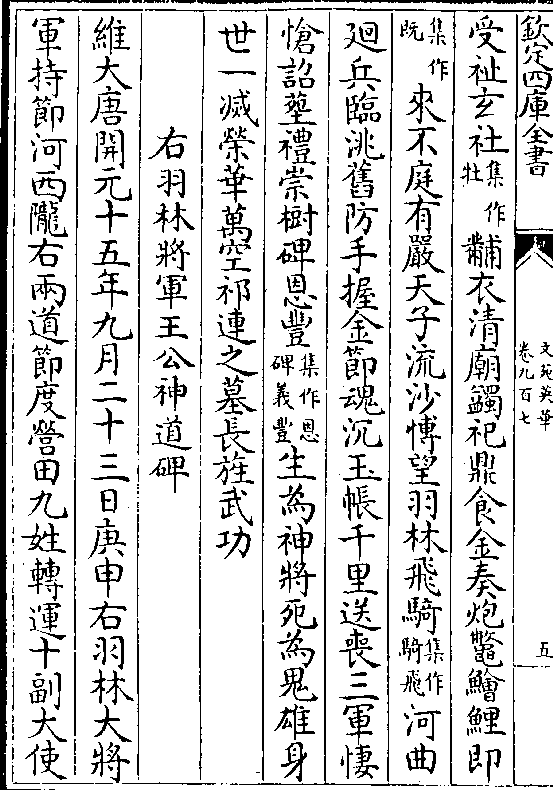 欽定四庫全書
文苑英華
卷九百七
五
受祉玄社集作牡黼衣清廟蠲祀鼎食金奏炮鼈鱠鯉即
集作既來不庭有嚴天子流沙博望羽林飛騎集作騎飛河曲
廻兵臨洮舊防手握金節魂沉玉帳千里送喪三軍悽
愴詔塟禮崇樹碑恩豐集作恩碑義豐生為神將死為鬼雄身
世一滅榮華萬空祁連之墓長旌武功
右羽林將軍王公神道碑
維大唐開元十五年九月二十三日庚申右羽林大將
軍持節河西隴右兩道節度營田九姓轉運十副大使